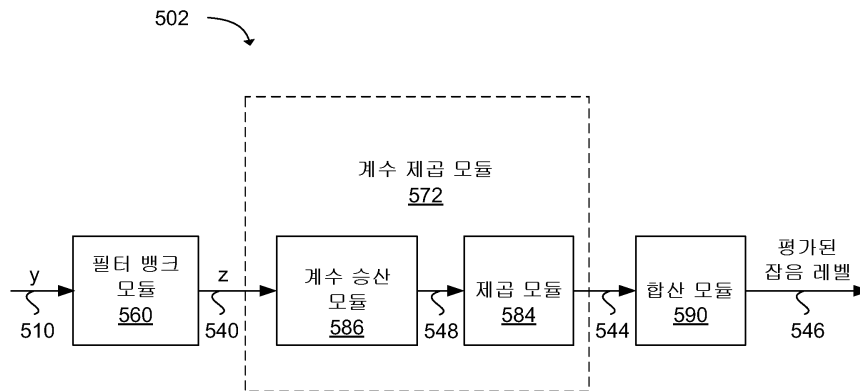 502
계수 제곱 모듈
572
y
510
필터 뱅크
모듈
560
z
540
계수 승산
모듈
586
548
제곱 모듈
584
544
합산 모듈
590
평가된
잡음 레벨
546